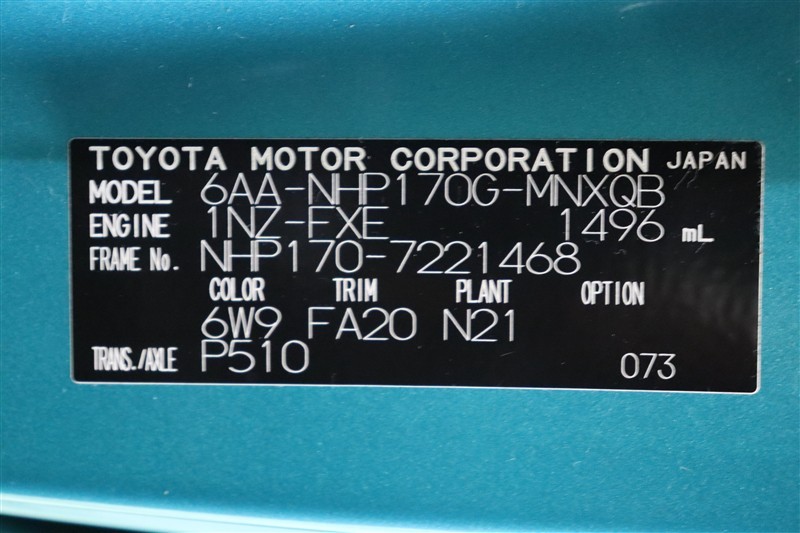 TOYOTA MOTOR CORPORATION JAPAN
MODEL 6AA-NHP170G-MNXQB
ENGINE 1NZ-FXE 1496 mL
FRAME No. NHP170-7221468
COLOR TRIM PLANT OPTION
6W9 FA20 N21
TRANS./AXLE P510 073